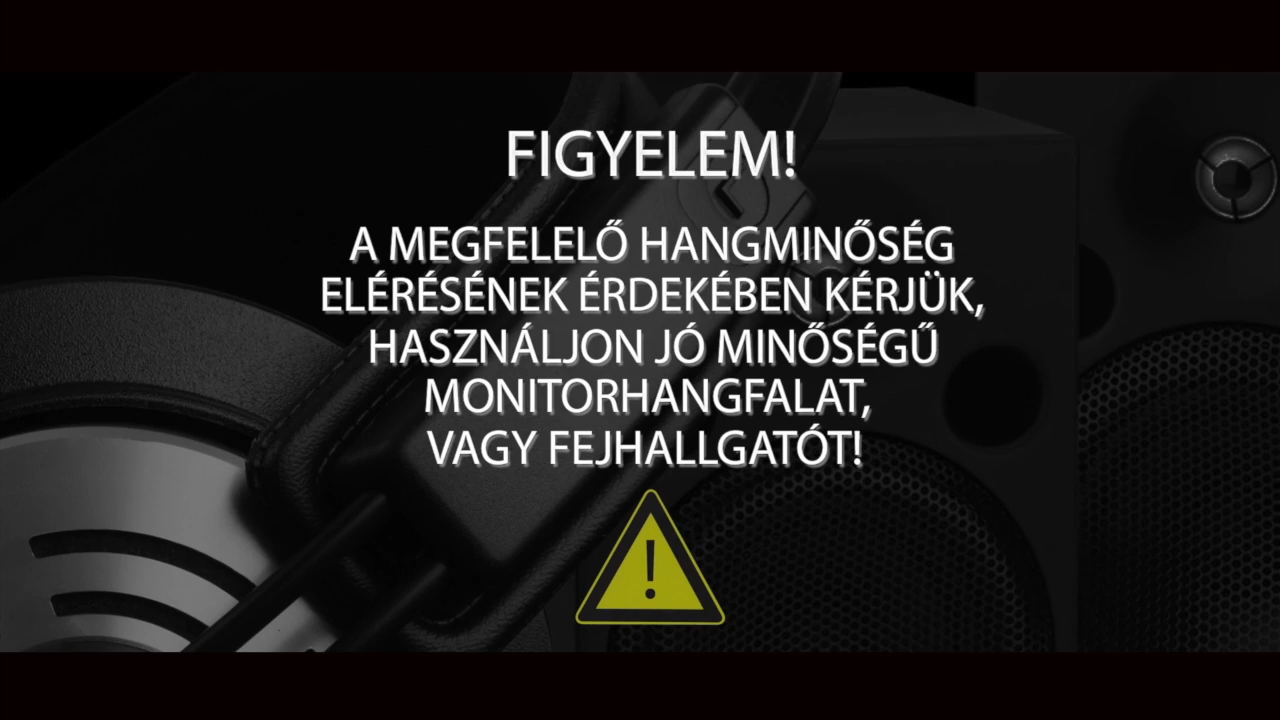 FIGYELEM!
A MEGFELELŐ HANGMINŐSÉG
ELÉRÉSÉNEK ÉRDEKÉBEN KÉRJÜK,
HASZNÁLJON JÓ MINŐSÉGŰ
MONITORHANGFALAT,
VAGY FEJHALLGATÓT!